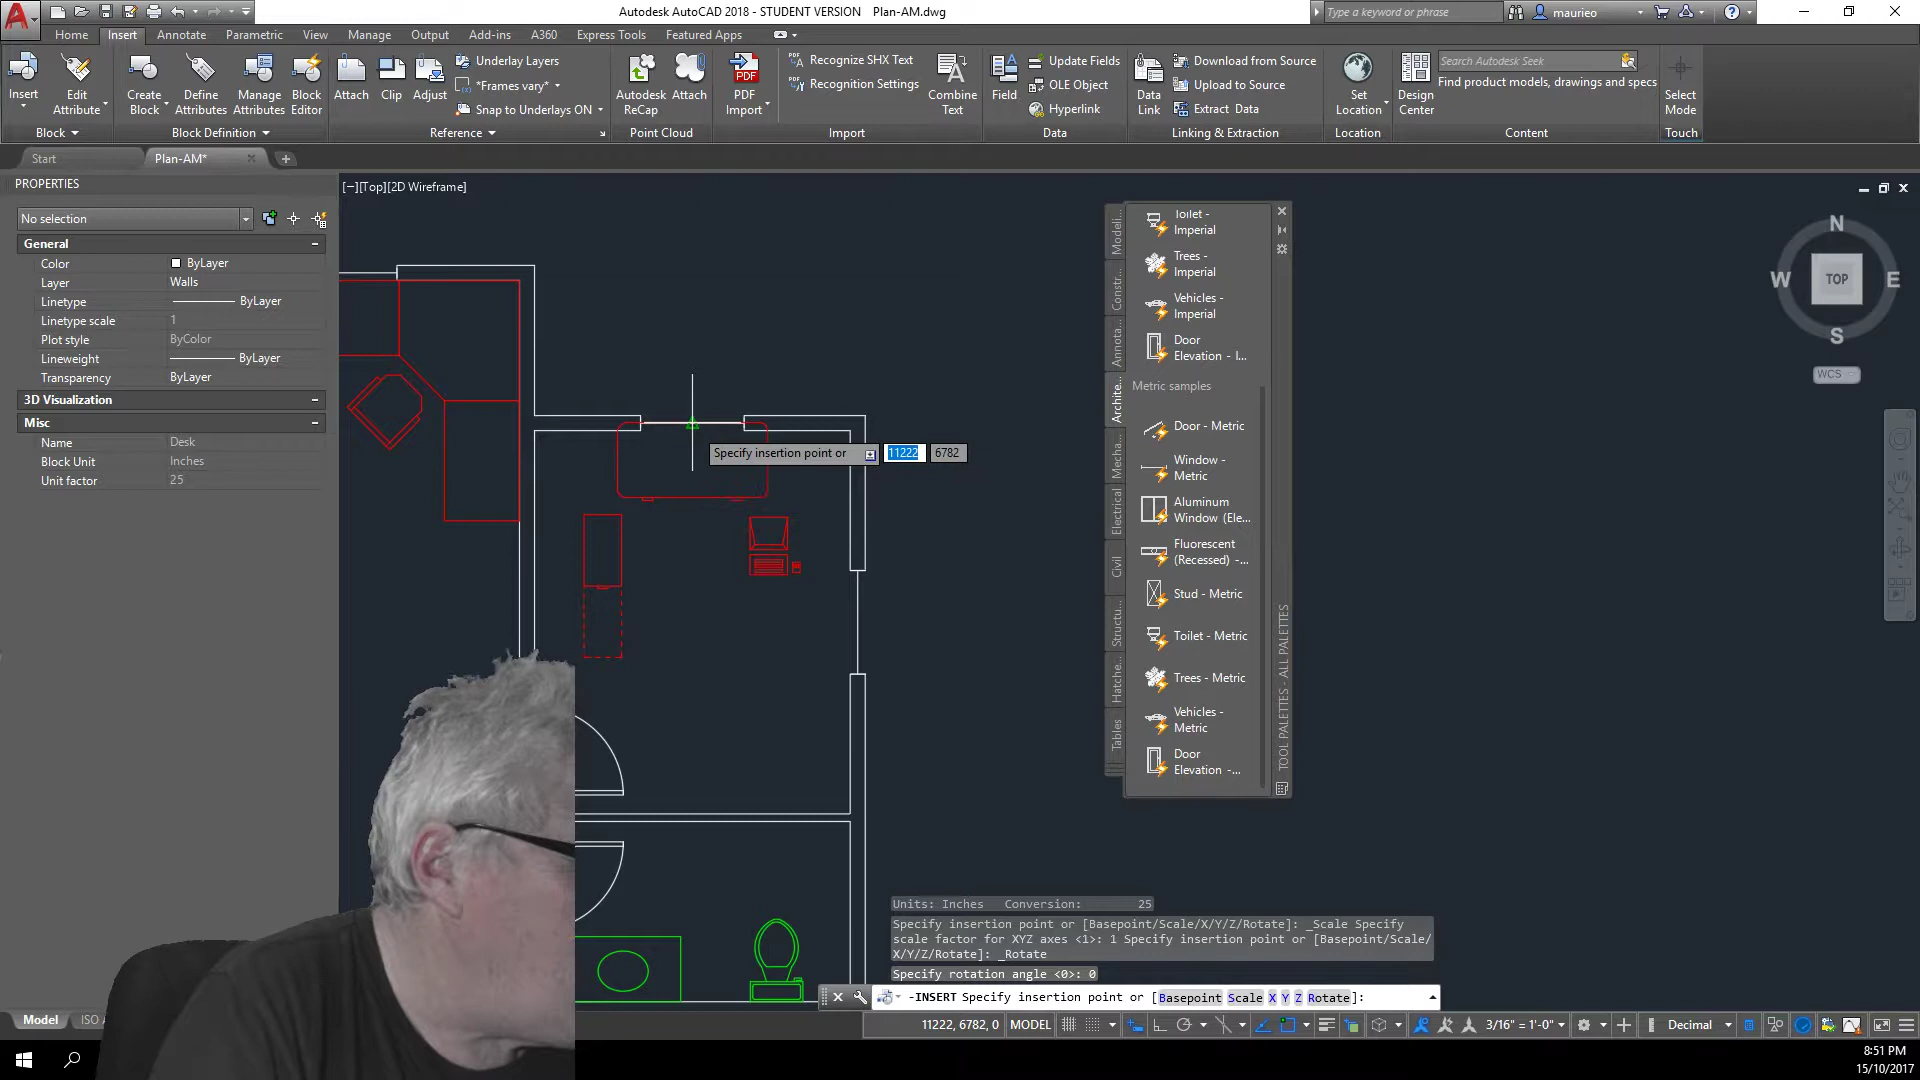 Autodesk AutoCAD 2018 - STUDENT VERSION Plan-AM.dwg
Type a keyword or phrase
maurieo
Home Insert Annotate Parametric View Manage Output Add-ins A360 Express Tools Featured Apps
Insert
Edit Attribute
Create Block
Define Attributes
Manage Attributes
Block Editor
Attach
Clip
Adjust
Underlay Layers
*Frames vary*
Snap to Underlays ON
Autodesk ReCap
Attach
PDF Import
Recognize SHX Text
Recognition Settings
Combine Text
Field
Update Fields
OLE Object
Hyperlink
Data Link
Download from Source
Upload to Source
Extract Data
Set Location
Design Center
Search Autodesk Seek
Find product models, drawings and specs
Select Mode
Block
Block Definition
Reference
Point Cloud
Import
Data
Linking & Extraction
Location
Content
Touch
Start
Plan-AM*
PROPERTIES
[−][Top][2D Wireframe]
No selection
General
Color ByLayer
Layer Walls
Linetype ByLayer
Linetype scale 1
Plot style ByColor
Lineweight ByLayer
Transparency ByLayer
3D Visualization
Misc
Name Desk
Block Unit Inches
Unit factor 25
Specify insertion point or 11222 6782
Modeli...
Constr...
Annota...
Archite...
Mecha...
Electrical
Civil
Structu...
Hatche...
Tables
Toilet - Imperial
Trees - Imperial
Vehicles - Imperial
Door Elevation - I...
Metric samples
Door - Metric
Window - Metric
Aluminum Window (Ele...
Fluorescent (Recessed) -...
Stud - Metric
Toilet - Metric
Trees - Metric
Vehicles - Metric
Door Elevation -...
TOOL PALETTES - ALL PALETTES
N
W TOP E
S
WCS
Units: Inches Conversion: 25
Specify insertion point or [Basepoint/Scale/X/Y/Z/Rotate]: _Scale Specify
scale factor for XYZ axes <1>: 1 Specify insertion point or [Basepoint/Scale/
X/Y/Z/Rotate]: _Rotate
Specify rotation angle <0>: 0
-INSERT Specify insertion point or [Basepoint Scale X Y Z Rotate]:
Model ISO A
11222, 6782, 0 MODEL 3/16" = 1'-0" Decimal
8:51 PM
15/10/2017